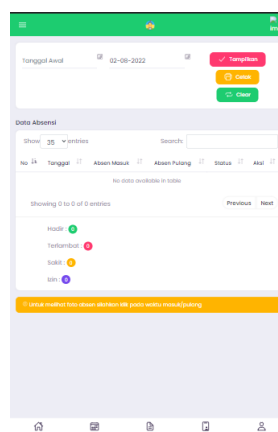 Tanggal Awal
02-06-2022
Tampilkan
Cetak
Clear
Data Absensi
Show 35 entries
Search:
No Tanggal Absen Masuk Absen Pulang Status Aksi
No data available in table
Showing 0 to 0 of 0 entries
Previous Next
Hadir : 0
Terlambat : 0
Sakit : 0
Izin : 0
Untuk melihat foto absen silahkan klik pada waktu masuk/pulang